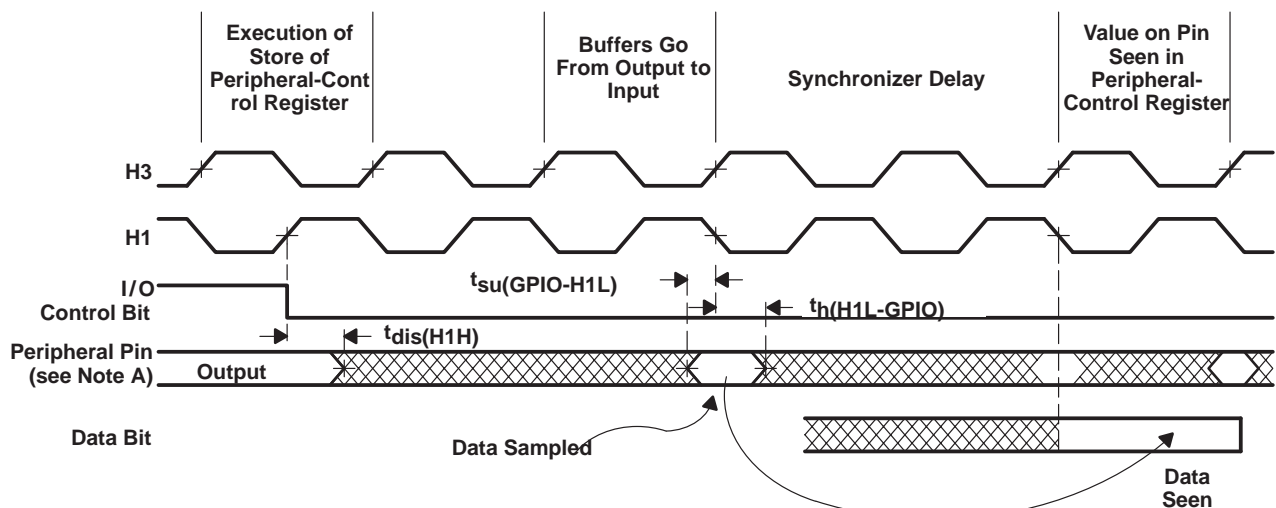 Execution of
Store of
Peripheral-Cont
rol Register
Buffers Go
From Output to
Input
Synchronizer Delay
Value on Pin
Seen in
Peripheral-
Control Register
H3
H1
I/O
Control Bit
tsu(GPIO-H1L)
th(H1L-GPIO)
tdis(H1H)
Peripheral Pin
(see Note A)
Output
Data Bit
Data Sampled
Data
Seen